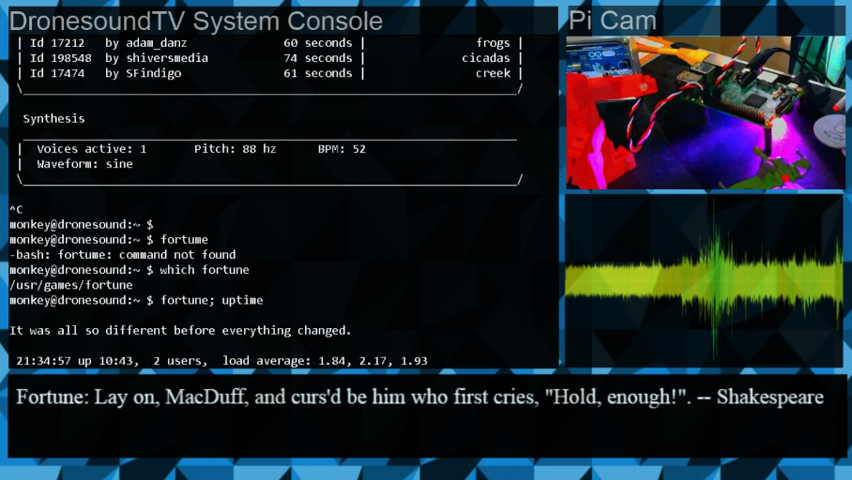 DronesoundTV System Console
| Id 17212 by adam_danz 60 seconds | frogs |
| Id 198548 by shiversmedia 74 seconds | cicadas |
| Id 17474 by SFindigo 61 seconds | creek |
\______________________________________________________________/
Synthesis
| Voices active: 1 Pitch: 88 hz BPM: 52
| Waveform: sine
\______________________________________________________________/
^C
monkey@dronesound:~ $
monkey@dronesound:~ $ fortume
-bash: fortume: command not found
monkey@dronesound:~ $ which fortune
/usr/games/fortune
monkey@dronesound:~ $ fortune; uptime
It was all so different before everything changed.
21:34:57 up 10:43, 2 users, load average: 1.84, 2.17, 1.93
Pi Cam
Fortune: Lay on, MacDuff, and curs'd be him who first cries, "Hold, enough!". -- Shakespeare